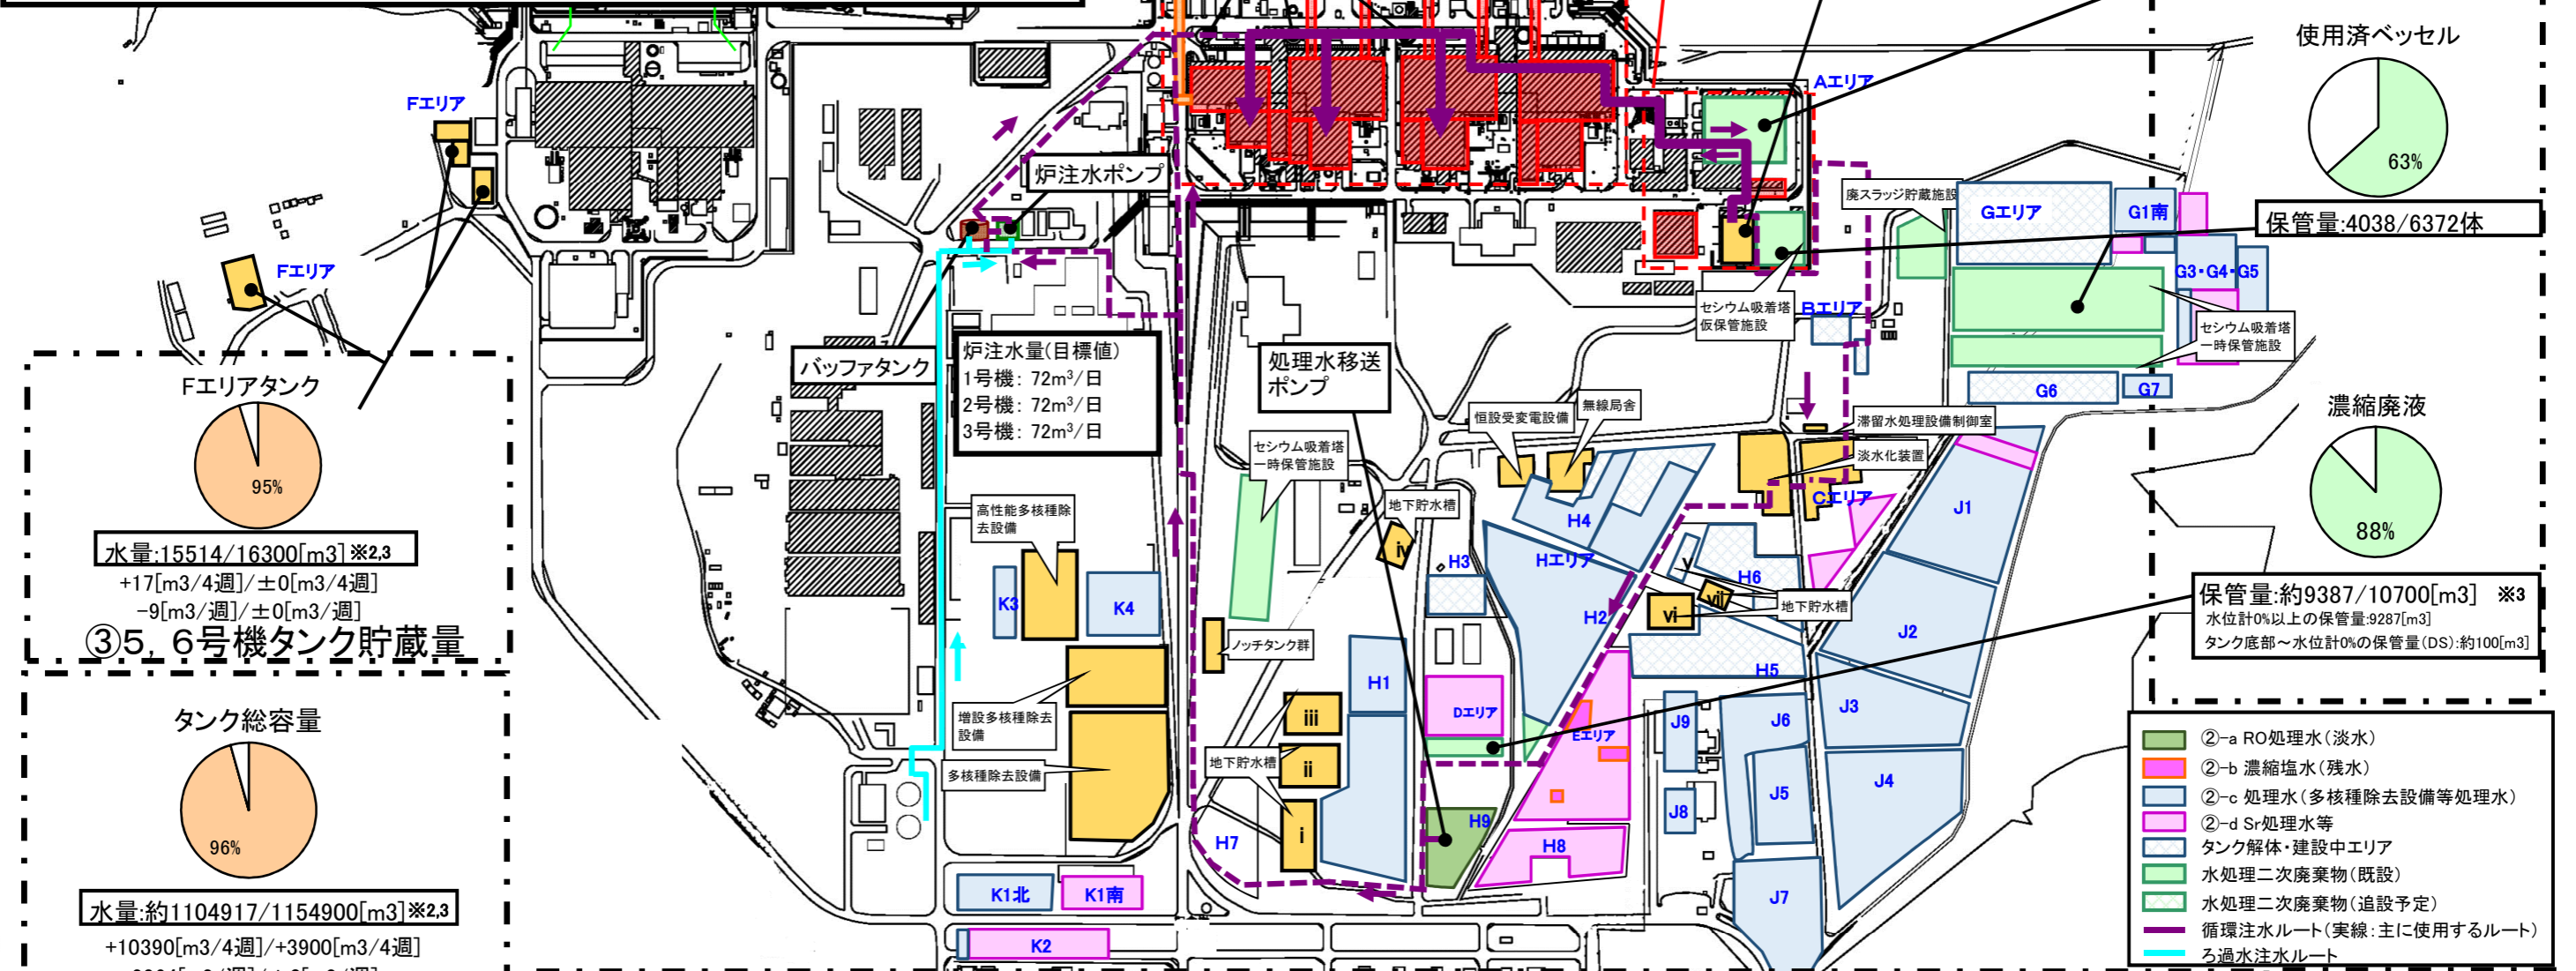 使用済ベッセル
63%
保管量:4038/6372体
Aエリア
Fエリア
Fエリア
炉注水ポンプ
廃スラッジ貯蔵施設
Gエリア
G1南
G3・G4・G5
セシウム吸着塔
仮保管施設
Bエリア
セシウム吸着塔
一時保管施設
G6
G7
バッファタンク
炉注水量(目標値)
1号機: 72m³/日
2号機: 72m³/日
3号機: 72m³/日
処理水移送
ポンプ
恒設受変電設備
無線局舎
滞留水処理設備制御室
淡水化装置
Cエリア
セシウム吸着塔
一時保管施設
地下貯水槽
濃縮廃液
88%
保管量:約9387/10700[m3] ※3
水位計0%以上の保管量:9287[m3]
タンク底部～水位計0%の保管量(DS):約100[m3]
Fエリアタンク
95%
水量:15514/16300[m3]※2,3
+17[m3/4週]/±0[m3/4週]
-9[m3/週]/±0[m3/週]
③5, 6号機タンク貯蔵量
タンク総容量
96%
水量:約1104917/1154900[m3]※2,3
+10390[m3/4週]/+3900[m3/4週]
高性能多核種除
去設備
K3
K4
増設多核種除去
設備
多核種除去設備
K1北
K1南
K2
ノッチタンク群
地下貯水槽
iii
ii
i
iv
H7
H1
H3
H4
Hエリア
H2
v
vi
vii
H6
地下貯水槽
H5
Dエリア
Eエリア
H9
H8
J1
J2
J3
J4
J5
J6
J7
J8
J9
②-a RO処理水(淡水)
②-b 濃縮塩水(残水)
②-c 処理水(多核種除去設備等処理水)
②-d Sr処理水等
タンク解体・建設中エリア
水処理二次廃棄物(既設)
水処理二次廃棄物(追設予定)
循環注水ルート(実線:主に使用するルート)
ろ過水注水ルート